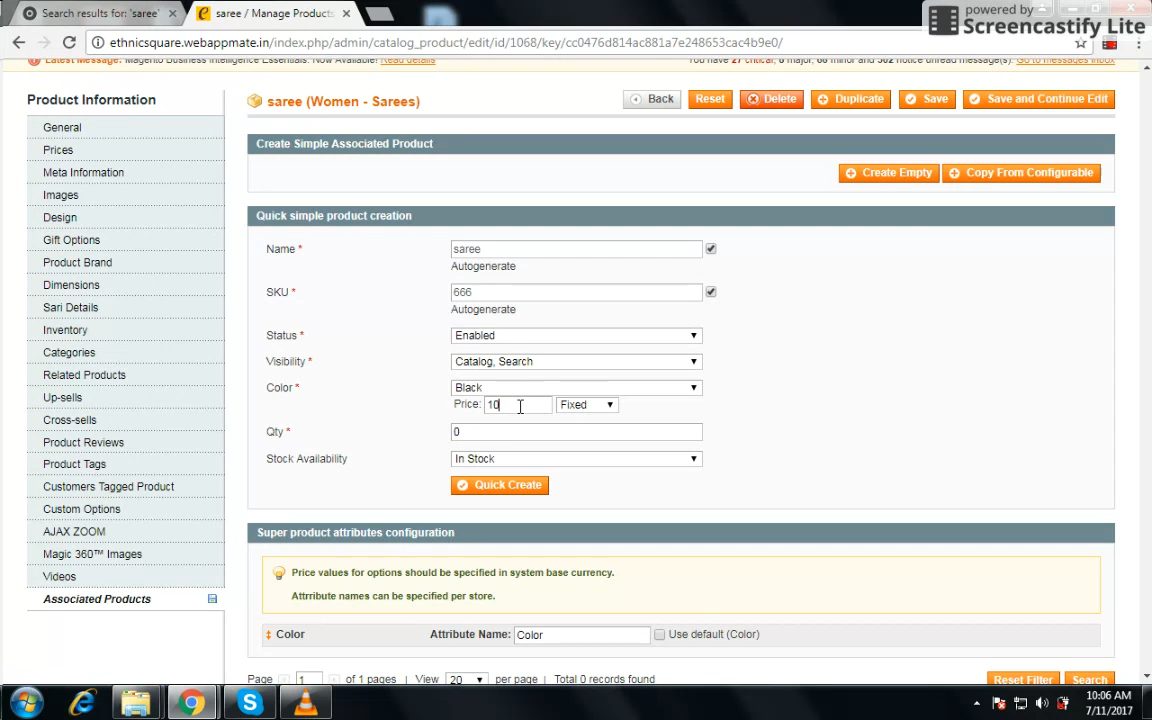 Search results for: 'saree'
saree / Manage Products
powered by
Screencastify Lite
ethnicsquare.webappmate.in/index.php/admin/catalog_product/edit/id/1068/key/cc0476d814ac881a7e248653cac4b9e0/
Latest Message: Magento Business Intelligence Essentials: Now Available! Read details
You have 27 critical, 6 major, 66 minor and 362 notice unread message(s). Go to messages inbox
Product Information
General
Prices
Meta Information
Images
Design
Gift Options
Product Brand
Dimensions
Sari Details
Inventory
Categories
Related Products
Up-sells
Cross-sells
Product Reviews
Product Tags
Customers Tagged Product
Custom Options
AJAX ZOOM
Magic 360™ Images
Videos
Associated Products
saree (Women - Sarees)
Back Reset Delete Duplicate Save Save and Continue Edit
Create Simple Associated Product
Create Empty Copy From Configurable
Quick simple product creation
Name * saree
Autogenerate
SKU * 666
Autogenerate
Status * Enabled
Visibility * Catalog, Search
Color * Black
Price: 10 Fixed
Qty * 0
Stock Availability In Stock
Quick Create
Super product attributes configuration
Price values for options should be specified in system base currency.
Attrribute names can be specified per store.
Color Attribute Name: Color Use default (Color)
Page 1 of 1 pages | View 20 per page | Total 0 records found
Reset Filter Search
10:06 AM
7/11/2017